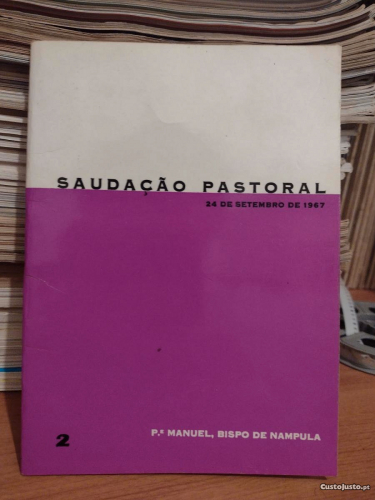 SAUDAÇÃO PASTORAL
24 DE SETEMBRO DE 1967
2
P.e MANUEL, BISPO DE NAMPULA
CustoJusto.pt